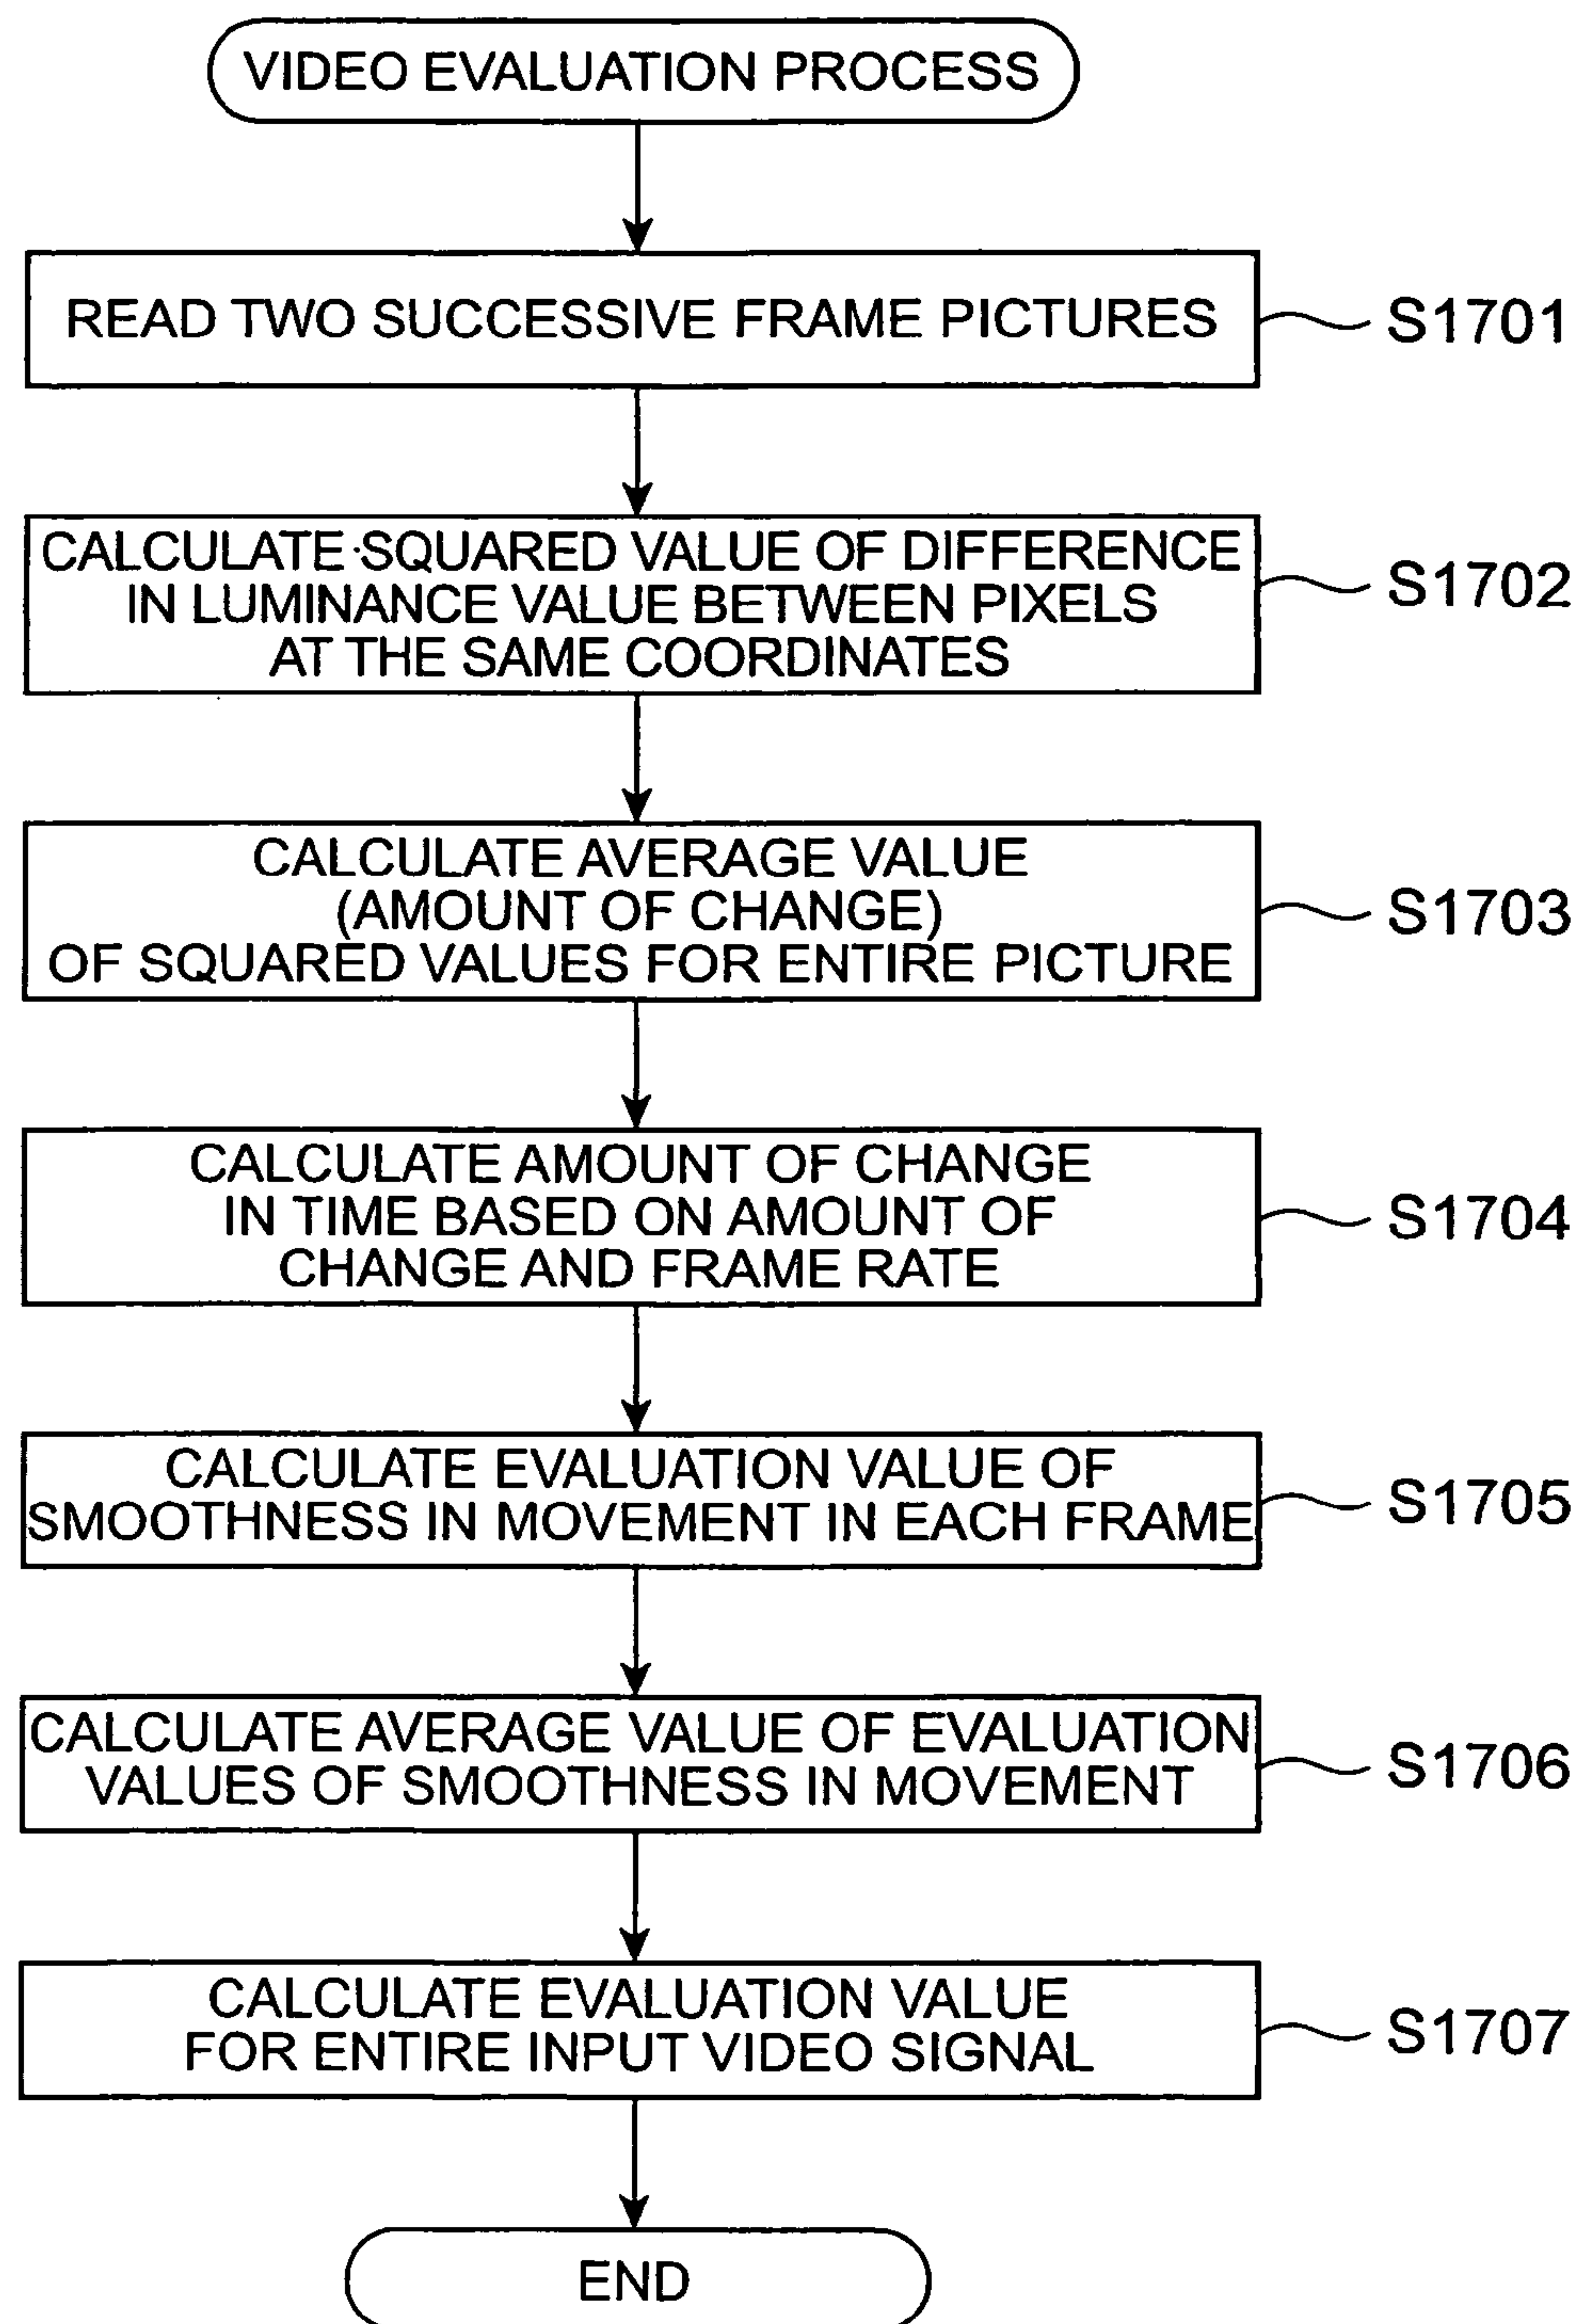 VIDEO EVALUATION PROCESS
READ TWO SUCCESSIVE FRAME PICTURES
S1701
CALCULATE SQUARED VALUE OF DIFFERENCE
IN LUMINANCE VALUE BETWEEN PIXELS
AT THE SAME COORDINATES
S1702
CALCULATE AVERAGE VALUE
(AMOUNT OF CHANGE)
OF SQUARED VALUES FOR ENTIRE PICTURE
S1703
CALCULATE AMOUNT OF CHANGE
IN TIME BASED ON AMOUNT OF
CHANGE AND FRAME RATE
S1704
CALCULATE EVALUATION VALUE OF
SMOOTHNESS IN MOVEMENT IN EACH FRAME
S1705
CALCULATE AVERAGE VALUE OF EVALUATION
VALUES OF SMOOTHNESS IN MOVEMENT
S1706
CALCULATE EVALUATION VALUE
FOR ENTIRE INPUT VIDEO SIGNAL
S1707
END